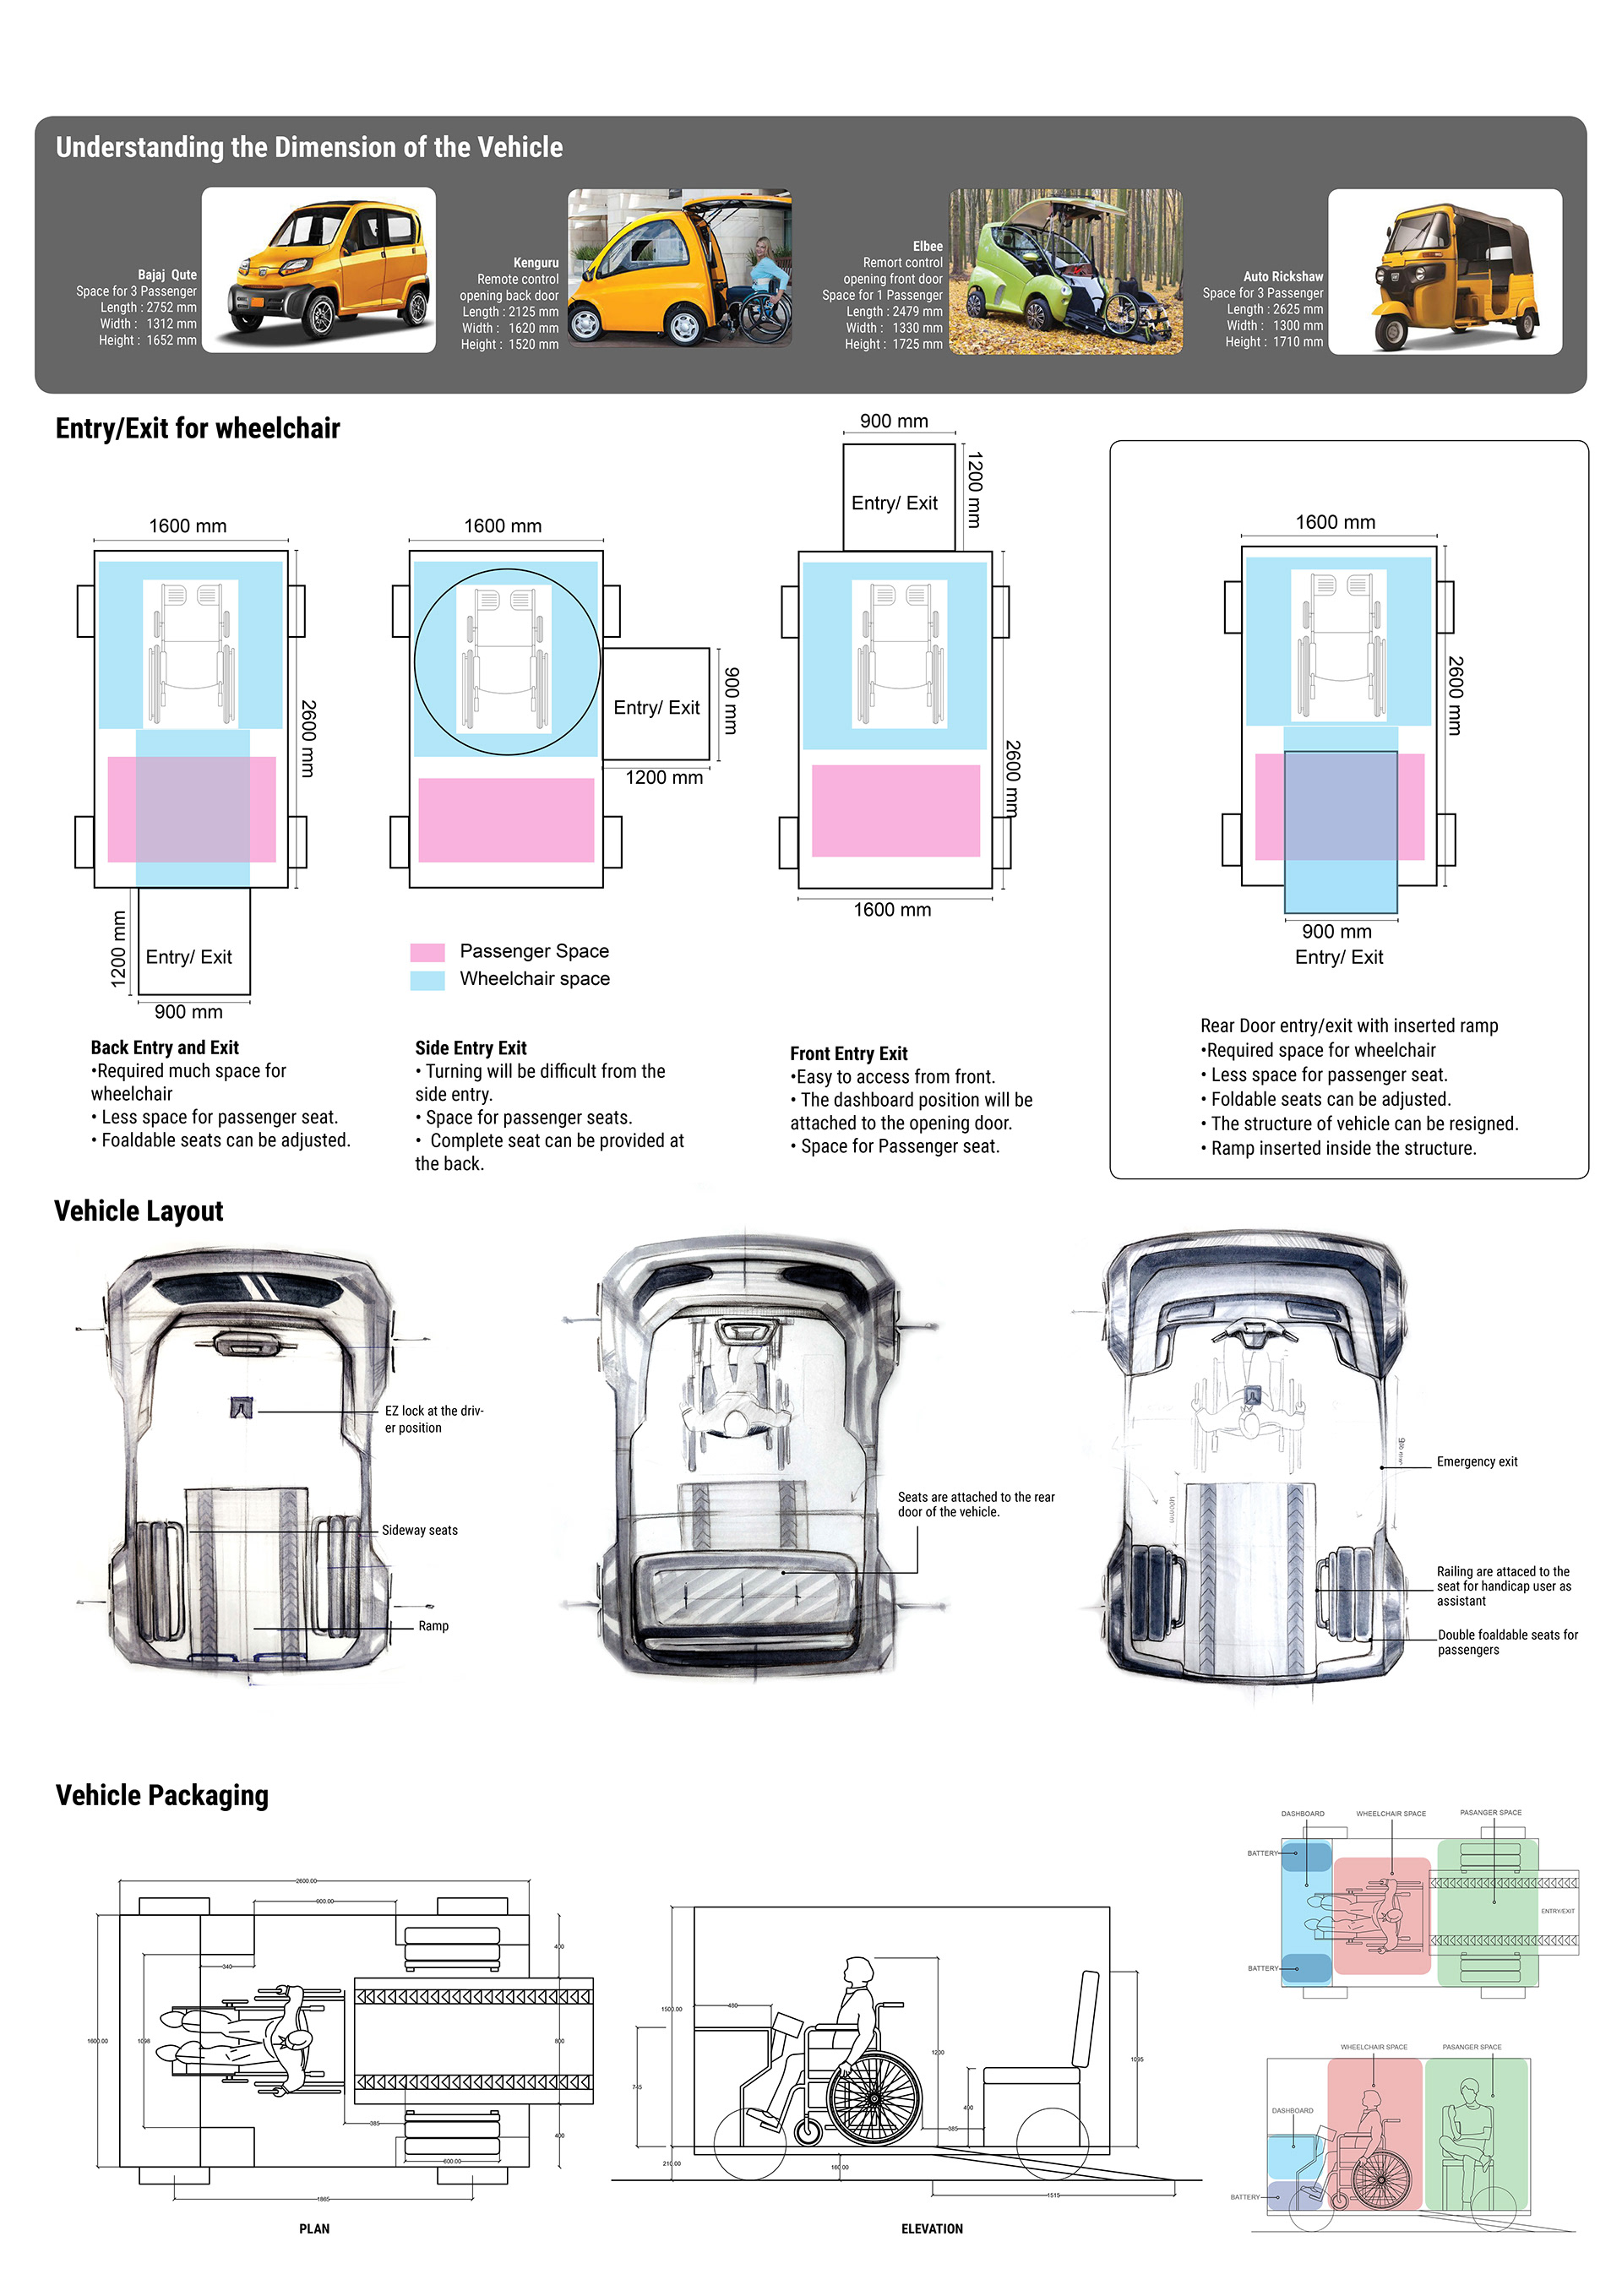 Understanding the Dimension of the Vehicle
Bajaj Qute
Space for 3 Passenger
Length : 2752 mm
Width : 1312 mm
Height : 1652 mm
Kenguru
Remote control
opening back door
Length : 2125 mm
Width : 1620 mm
Height : 1520 mm
Elbee
Remort control
opening front door
Space for 1 Passenger
Length : 2479 mm
Width : 1330 mm
Height : 1725 mm
Auto Rickshaw
Space for 3 Passenger
Length : 2625 mm
Width : 1300 mm
Height : 1710 mm
Entry/Exit for wheelchair
1600 mm
2600 mm
1200 mm
Entry/ Exit
900 mm
1600 mm
Entry/ Exit
900 mm
1200 mm
Passenger Space
Wheelchair space
900 mm
Entry/ Exit
1200 mm
2600 mm
1600 mm
1600 mm
2600 mm
900 mm
Entry/ Exit
Back Entry and Exit
•Required much space for
wheelchair
• Less space for passenger seat.
• Foaldable seats can be adjusted.
Side Entry Exit
• Turning will be difficult from the
side entry.
• Space for passenger seats.
• Complete seat can be provided at
the back.
Front Entry Exit
•Easy to access from front.
• The dashboard position will be
attached to the opening door.
• Space for Passenger seat.
Rear Door entry/exit with inserted ramp
•Required space for wheelchair
• Less space for passenger seat.
• Foldable seats can be adjusted.
• The structure of vehicle can be resigned.
• Ramp inserted inside the structure.
Vehicle Layout
EZ lock at the driv-
er position
Sideway seats
Ramp
Seats are attached to the rear
door of the vehicle.
Emergency exit
Railing are attaced to the
seat for handicap user as
assistant
Double foaldable seats for
passengers
Vehicle Packaging
2600.00
900.00
340
400
1600.00
800
385
400
600.00
1865
PLAN
1500.00
480
1200
400
385
210.00
160.00
1515
ELEVATION
DASHBOARD
WHEELCHAIR SPACE
PASANGER SPACE
BATTERY
ENTRY/EXIT
BATTERY
WHEELCHAIR SPACE
PASANGER SPACE
DASHBOARD
BATTERY